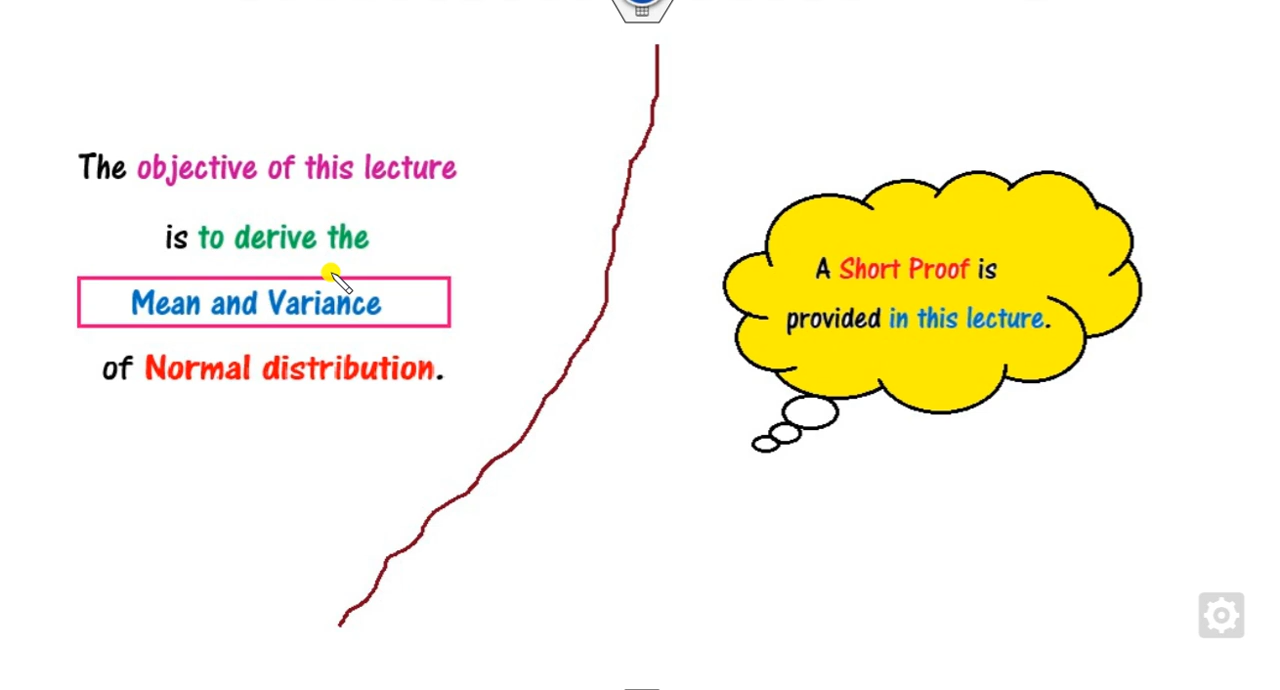 The objective of this lecture
is to derive the
Mean and Variance
of Normal distribution.
A Short Proof is
provided in this lecture.